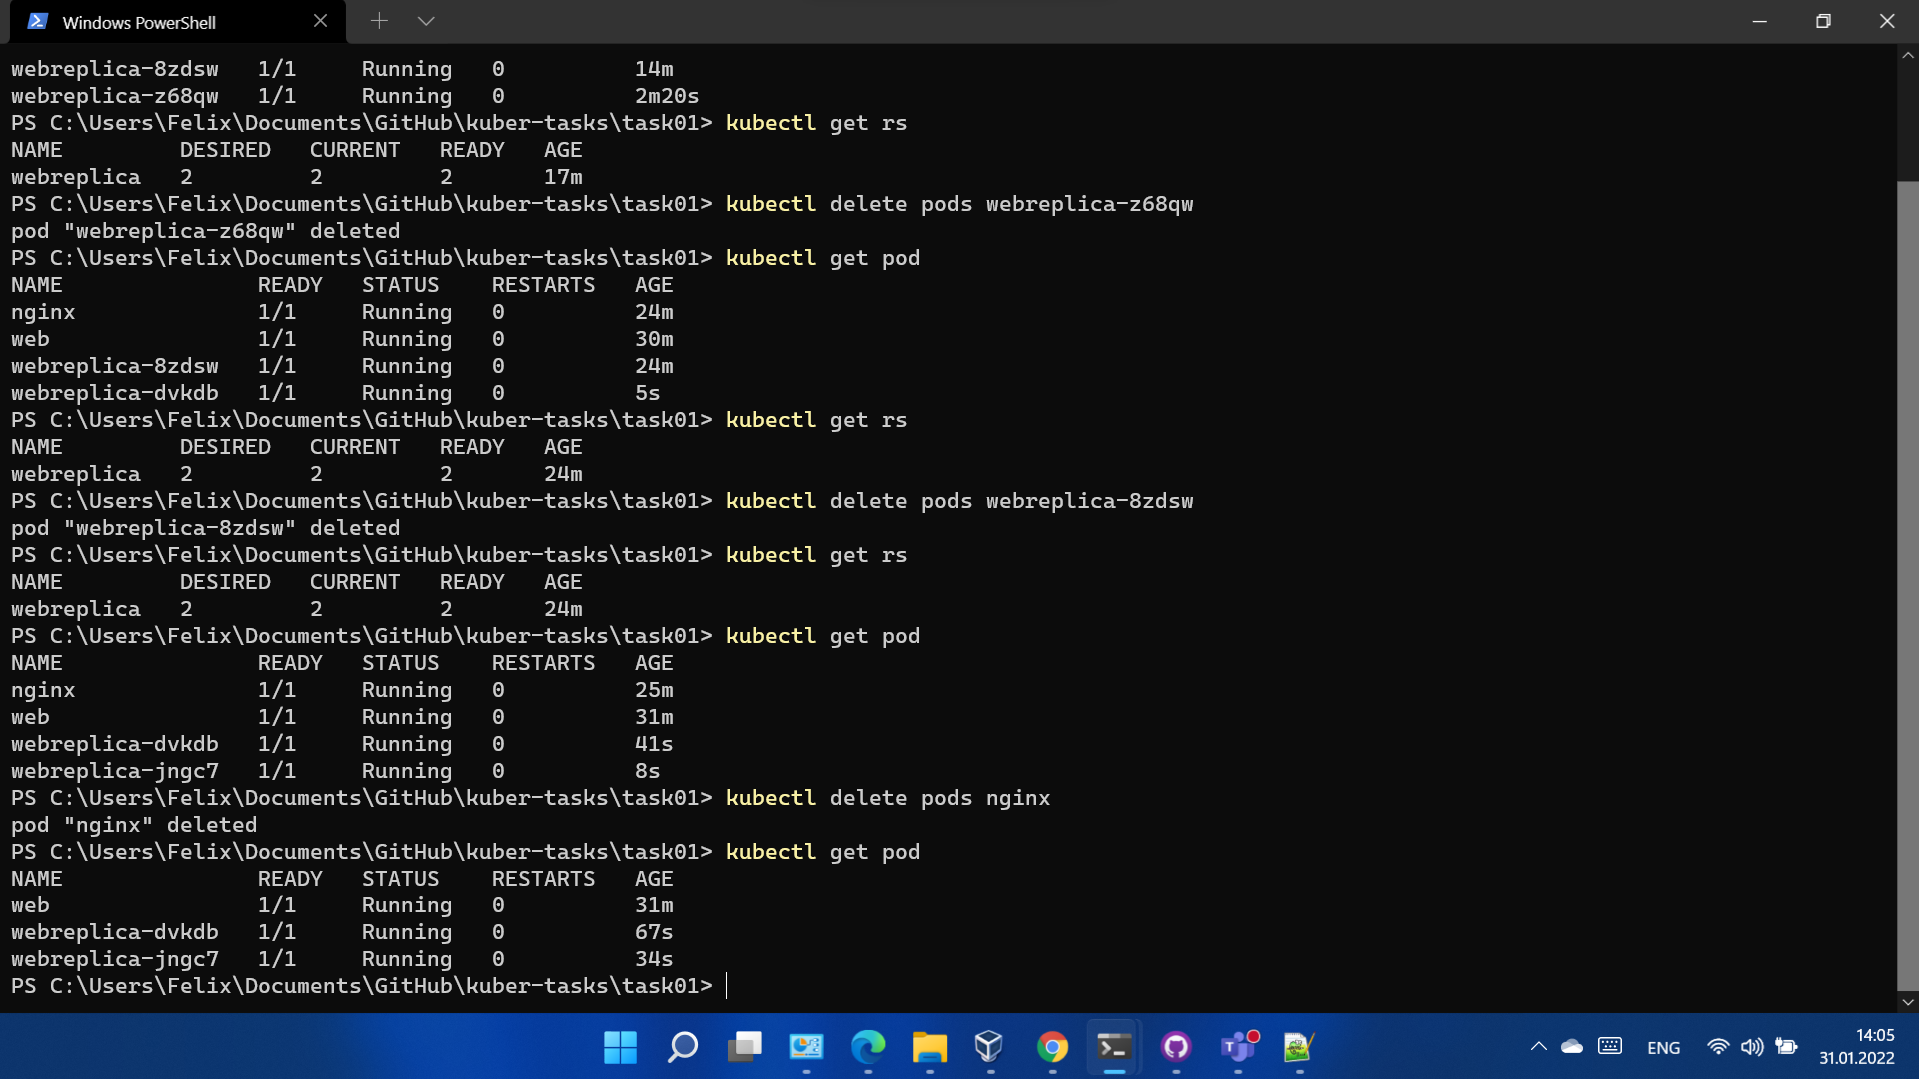 Windows PowerShell
webreplica-8zdsw   1/1     Running   0          14m
webreplica-z68qw   1/1     Running   0          2m20s
PS C:\Users\Felix\Documents\GitHub\kuber-tasks\task01> kubectl get rs
NAME         DESIRED   CURRENT   READY   AGE
webreplica   2         2         2       17m
PS C:\Users\Felix\Documents\GitHub\kuber-tasks\task01> kubectl delete pods webreplica-z68qw
pod "webreplica-z68qw" deleted
PS C:\Users\Felix\Documents\GitHub\kuber-tasks\task01> kubectl get pod
NAME               READY   STATUS    RESTARTS   AGE
nginx              1/1     Running   0          24m
web                1/1     Running   0          30m
webreplica-8zdsw   1/1     Running   0          24m
webreplica-dvkdb   1/1     Running   0          5s
PS C:\Users\Felix\Documents\GitHub\kuber-tasks\task01> kubectl get rs
NAME         DESIRED   CURRENT   READY   AGE
webreplica   2         2         2       24m
PS C:\Users\Felix\Documents\GitHub\kuber-tasks\task01> kubectl delete pods webreplica-8zdsw
pod "webreplica-8zdsw" deleted
PS C:\Users\Felix\Documents\GitHub\kuber-tasks\task01> kubectl get rs
NAME         DESIRED   CURRENT   READY   AGE
webreplica   2         2         2       24m
PS C:\Users\Felix\Documents\GitHub\kuber-tasks\task01> kubectl get pod
NAME               READY   STATUS    RESTARTS   AGE
nginx              1/1     Running   0          25m
web                1/1     Running   0          31m
webreplica-dvkdb   1/1     Running   0          41s
webreplica-jngc7   1/1     Running   0          8s
PS C:\Users\Felix\Documents\GitHub\kuber-tasks\task01> kubectl delete pods nginx
pod "nginx" deleted
PS C:\Users\Felix\Documents\GitHub\kuber-tasks\task01> kubectl get pod
NAME               READY   STATUS    RESTARTS   AGE
web                1/1     Running   0          31m
webreplica-dvkdb   1/1     Running   0          67s
webreplica-jngc7   1/1     Running   0          34s
PS C:\Users\Felix\Documents\GitHub\kuber-tasks\task01>
ENG
14:05
31.01.2022